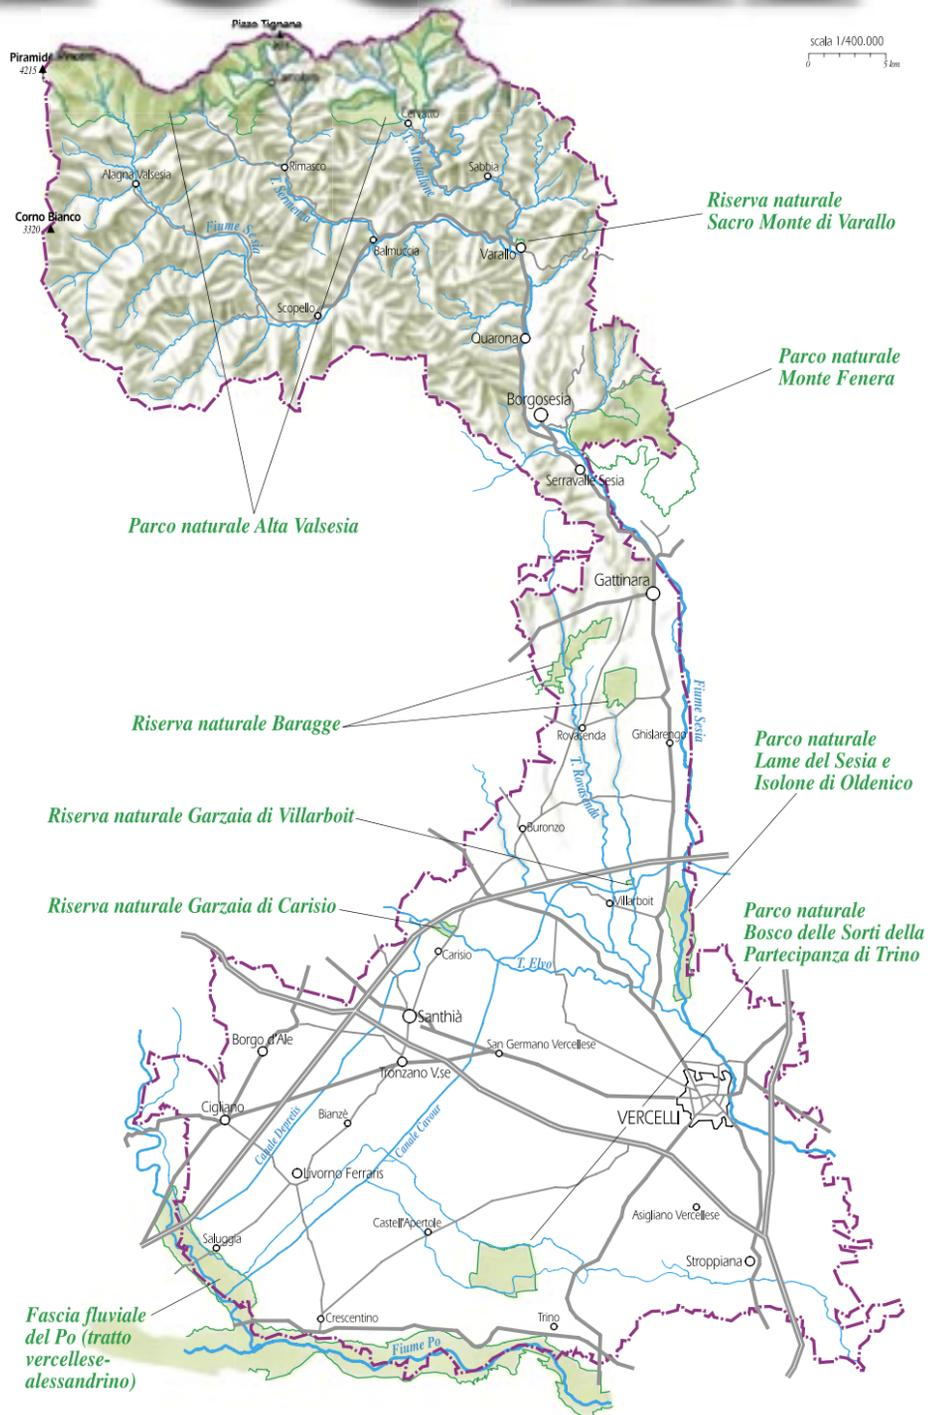 Pizzo Tignana
scala 1/400.000
0
5 km
4215
Alagna Valsesia
Rimasco
Cervatto
T. Mastallone
Sabbia
T. Sermenza
Corno Bianco
3320
Fiume Sesia
Balmuccia
Varallo
Riserva naturale
Sacro Monte di Varallo
Scopello
Quarona
Parco naturale
Monte Fenera
Borgosesia
Serravalle Sesia
Parco naturale Alta Valsesia
Gattinara
Riserva naturale Baragge
Rovasenda
Ghislarengo
Fiume Sesia
T. Rovasenda
Parco naturale
Lame del Sesia e
Isolone di Oldenico
Riserva naturale Garzaia di Villarboit
Buronzo
Villarboit
Riserva naturale Garzaia di Carisio
Parco naturale
Bosco delle Sorti della
Partecipanza di Trino
Carisio
T. Elvo
Santhià
Borgo d'Ale
San Germano Vercellese
Tronzano V.se
Cigliano
Bianzè
VERCELLI
Canale Depretis
Canale Cavour
Livorno Ferraris
Castell'Apertole
Asigliano Vercellese
Saluggia
Stroppiana
Fascia fluviale
del Po (tratto
vercellese-
alessandrino)
Crescentino
Trino
Fiume Po